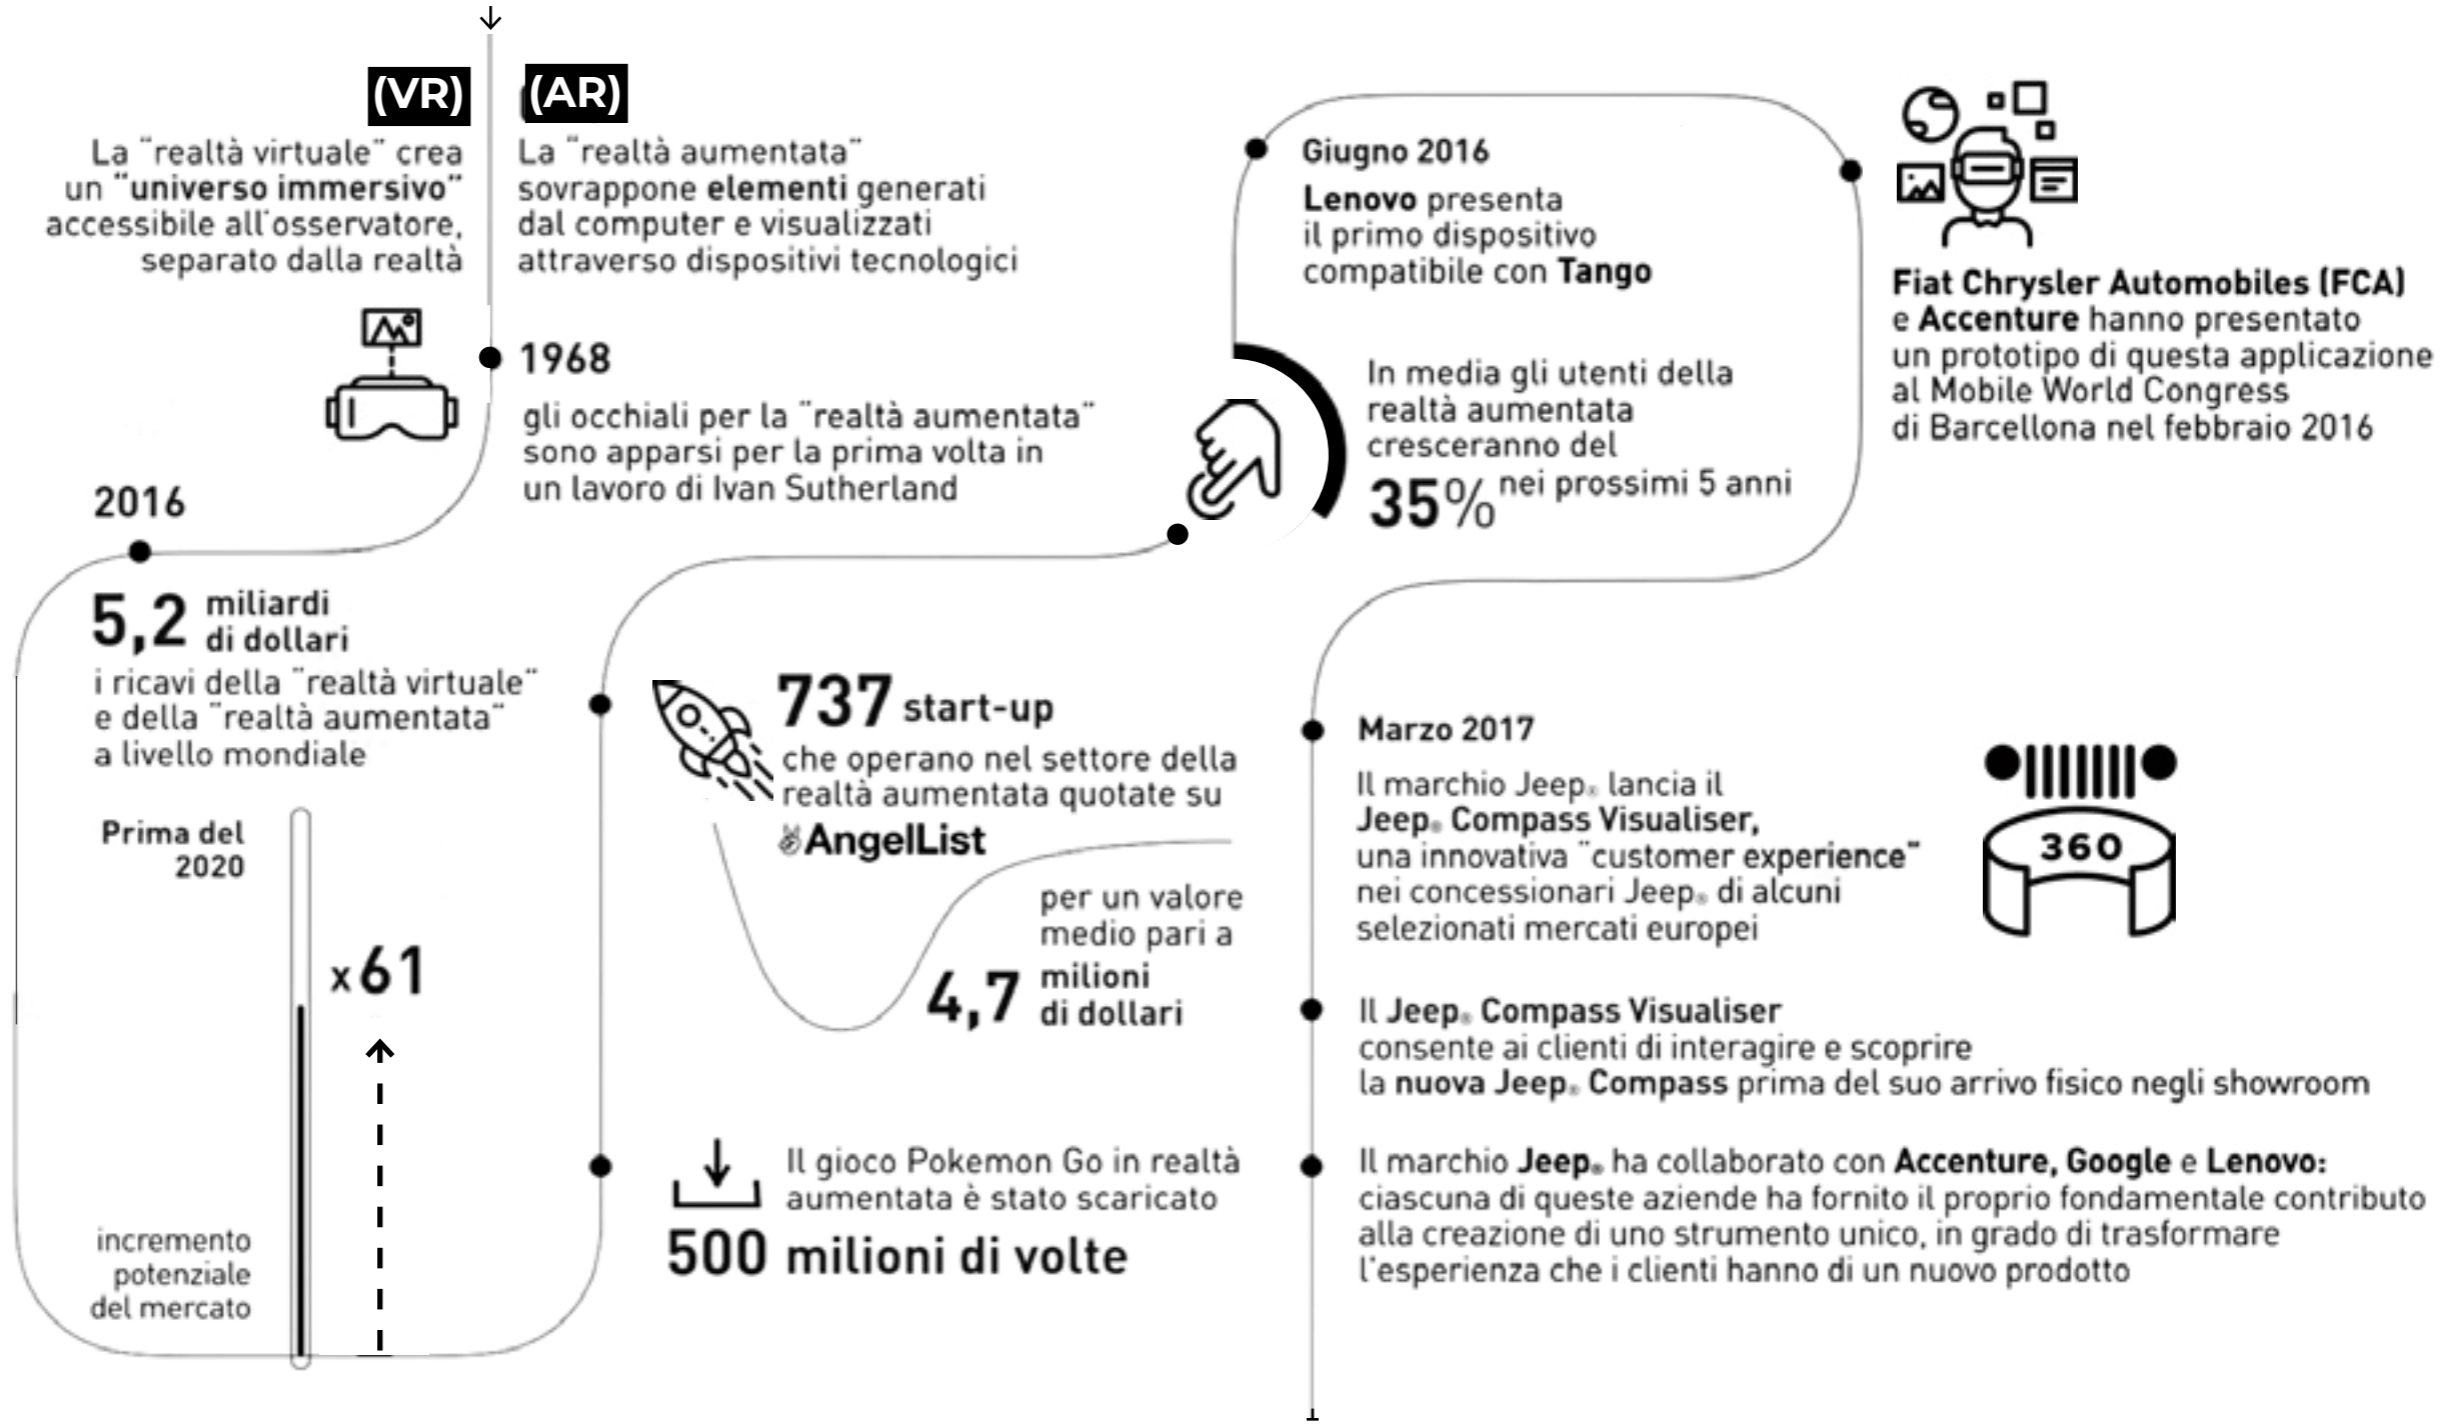 (VR)
La "realtà virtuale" crea
un "universo immersivo"
accessibile all'osservatore,
separato dalla realtà
(AR)
La "realtà aumentata"
sovrappone elementi generati
dal computer e visualizzati
attraverso dispositivi tecnologici
1968
gli occhiali per la "realtà aumentata"
sono apparsi per la prima volta in
un lavoro di Ivan Sutherland
2016
5,2 miliardi
di dollari
i ricavi della "realtà virtuale"
e della "realtà aumentata"
a livello mondiale
Prima del
2020
x61
incremento
potenziale
del mercato
737 start-up
che operano nel settore della
realtà aumentata quotate su
AngelList
per un valore
medio pari a
4,7 milioni
di dollari
Il gioco Pokemon Go in realtà
aumentata è stato scaricato
500 milioni di volte
Giugno 2016
Lenovo presenta
il primo dispositivo
compatibile con Tango
In media gli utenti della
realtà aumentata
cresceranno del
35% nei prossimi 5 anni
Fiat Chrysler Automobiles (FCA)
e Accenture hanno presentato
un prototipo di questa applicazione
al Mobile World Congress
di Barcellona nel febbraio 2016
Marzo 2017
Il marchio Jeep® lancia il
Jeep® Compass Visualiser,
una innovativa "customer experience"
nei concessionari Jeep® di alcuni
selezionati mercati europei
360
Il Jeep® Compass Visualiser
consente ai clienti di interagire e scoprire
la nuova Jeep® Compass prima del suo arrivo fisico negli showroom
Il marchio Jeep® ha collaborato con Accenture, Google e Lenovo:
ciascuna di queste aziende ha fornito il proprio fondamentale contributo
alla creazione di uno strumento unico, in grado di trasformare
l'esperienza che i clienti hanno di un nuovo prodotto